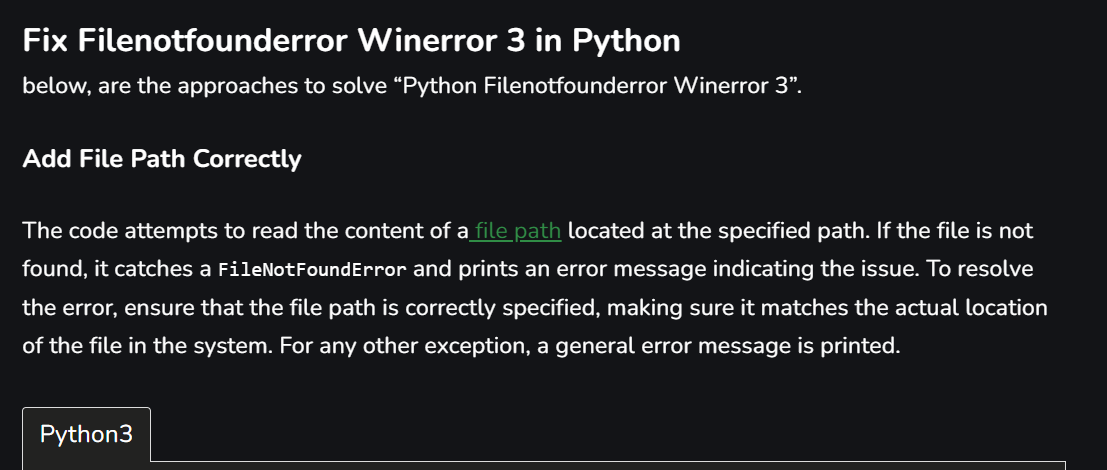 Fix Filenotfounderror Winerror 3 in Python
below, are the approaches to solve “Python Filenotfounderror Winerror 3”.
Add File Path Correctly
The code attempts to read the content of a file path located at the specified path. If the file is not
found, it catches a FileNotFoundError and prints an error message indicating the issue. To resolve
the error, ensure that the file path is correctly specified, making sure it matches the actual location
of the file in the system. For any other exception, a general error message is printed.
Python3